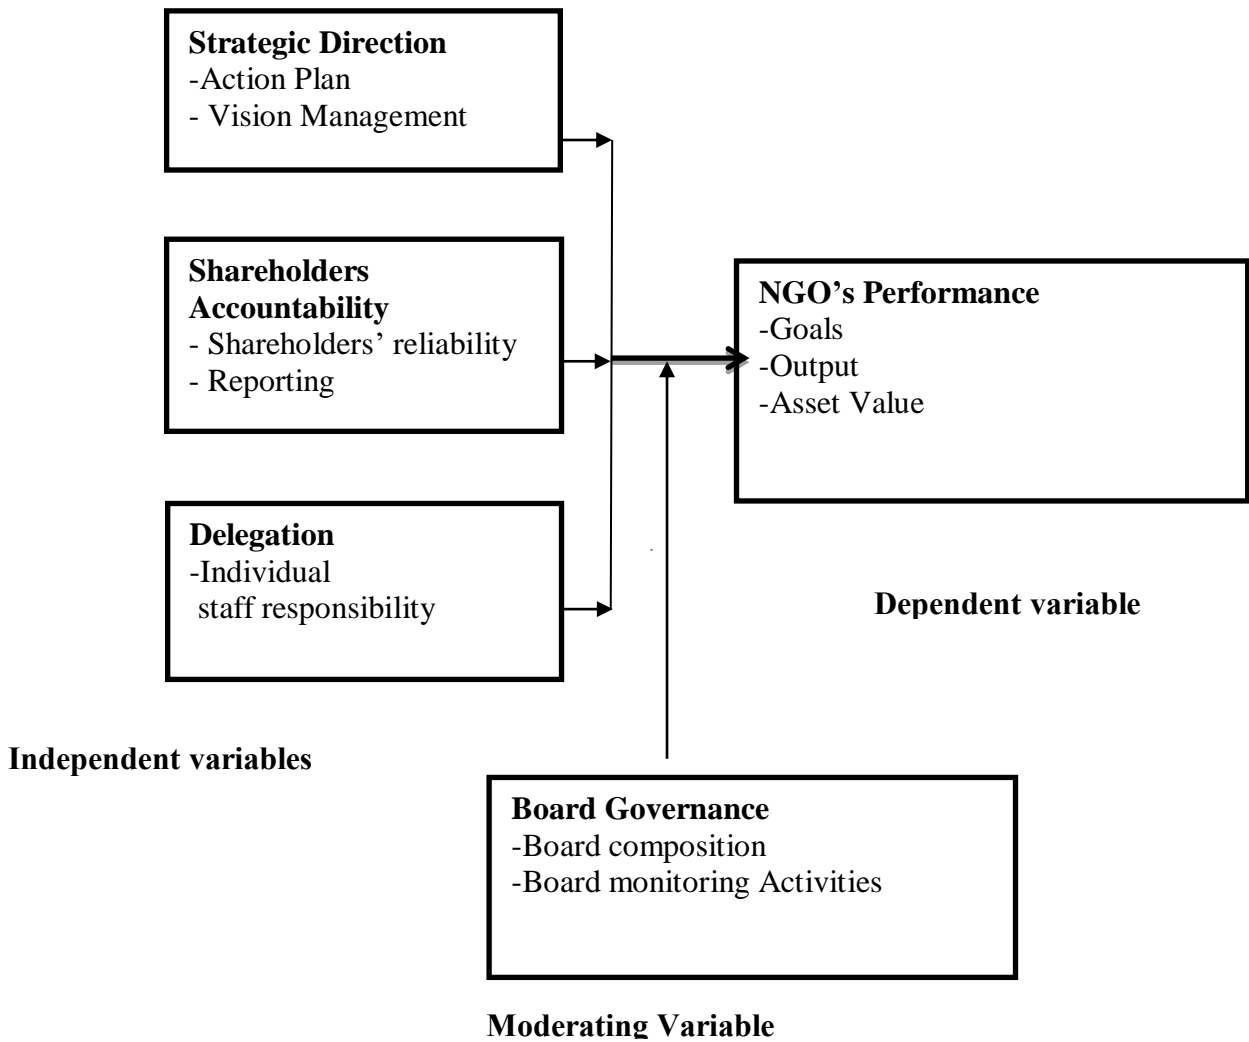 Strategic Direction
-Action Plan
- Vision Management
Shareholders
Accountability
- Shareholders’ reliability
- Reporting
Delegation
-Individual
staff responsibility
Independent variables
NGO’s Performance
-Goals
-Output
-Asset Value
Dependent variable
Board Governance
-Board composition
-Board monitoring Activities
Moderating Variable